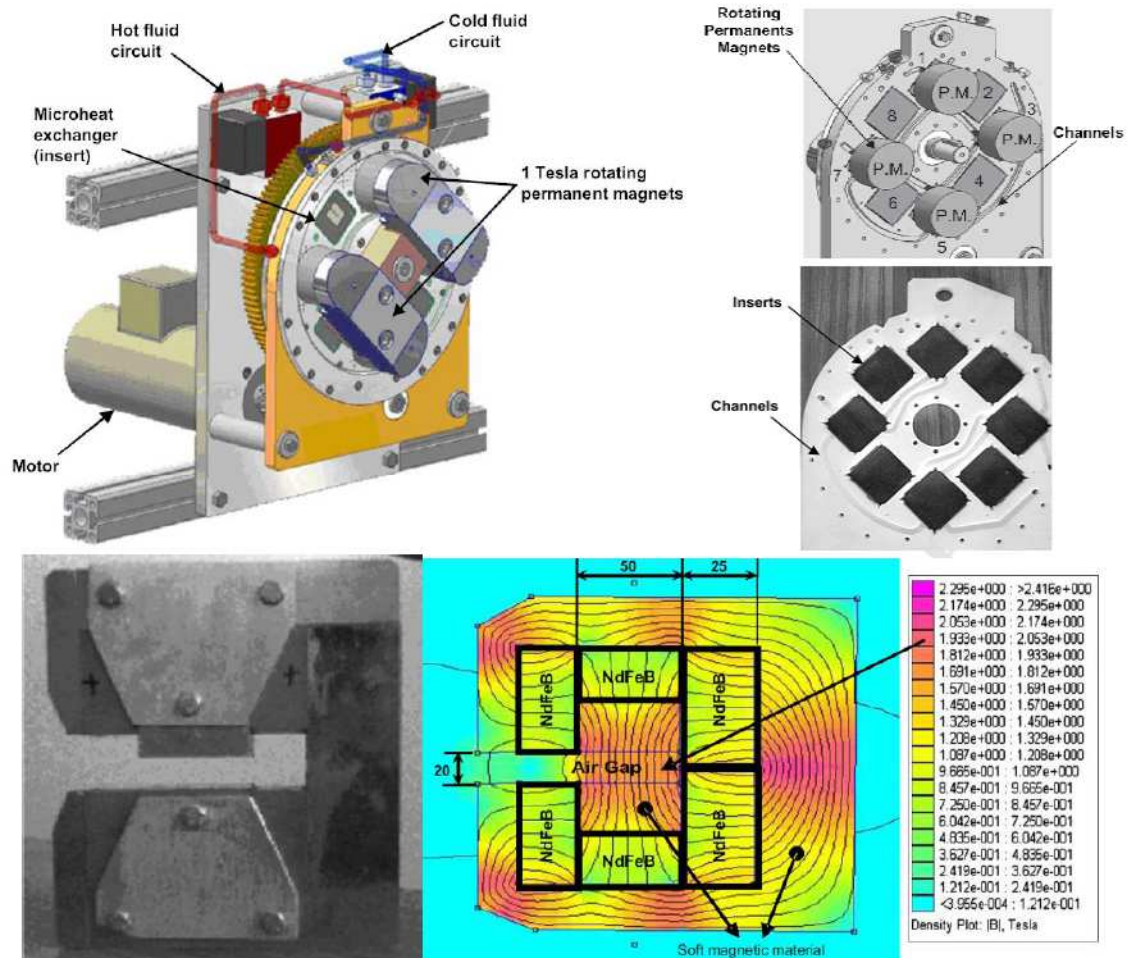 Hot fluid
circuit
Cold fluid
circuit
Microheat
exchanger
(insert)
1 Tesla rotating
permanent magnets
Motor
Rotating
Permanents
Magnets
Channels
P.M.
P.M.
P.M.
P.M.
1
2
3
4
5
6
7
8
Inserts
Channels
50
25
20
NdFeB
NdFeB
NdFeB
Air Gap
NdFeB
NdFeB
NdFeB
Soft magnetic material
2.295e+000 : >2.416e+000
2.174e+000 : 2.295e+000
2.053e+000 : 2.174e+000
1.933e+000 : 2.053e+000
1.812e+000 : 1.933e+000
1.691e+000 : 1.812e+000
1.570e+000 : 1.691e+000
1.450e+000 : 1.570e+000
1.329e+000 : 1.450e+000
1.208e+000 : 1.329e+000
1.087e+000 : 1.208e+000
9.665e-001 : 1.087e+000
8.457e-001 : 9.665e-001
7.250e-001 : 8.457e-001
6.042e-001 : 7.250e-001
4.835e-001 : 6.042e-001
3.627e-001 : 4.835e-001
2.419e-001 : 3.627e-001
1.212e-001 : 2.419e-001
<3.955e-004 : 1.212e-001
Density Plot: |B|, Tesla